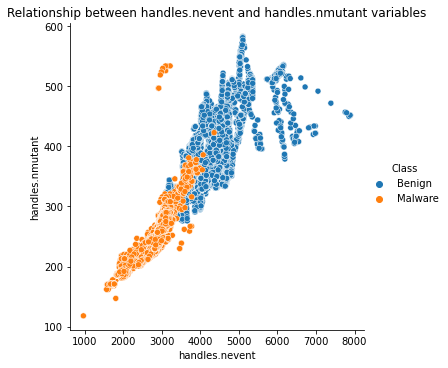 Relationship between handles.nevent and handles.nmutant variables
600
500
400
300
200
100
handles.nmutant
1000 2000 3000 4000 5000 6000 7000 8000
handles.nevent
Class
Benign
Malware